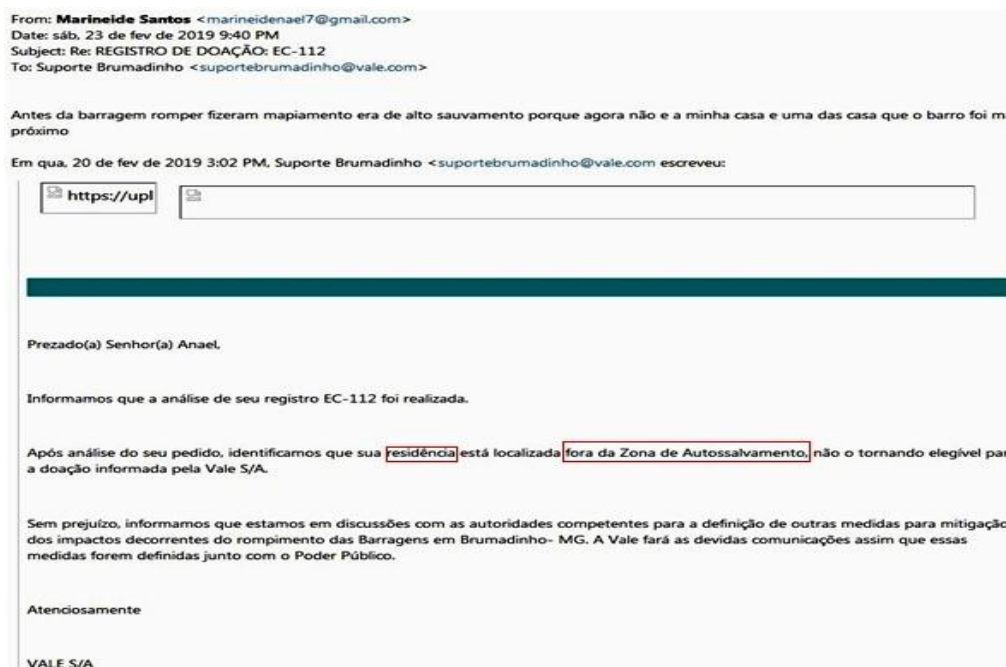 From: Marineide Santos <marineidenael7@gmail.com>
Date: sáb, 23 de fev de 2019 9:40 PM
Subject: Re: REGISTRO DE DOAÇÃO: EC-112
To: Suporte Brumadinho <suportebrumadinho@vale.com>
Antes da barragem romper fizeram mapiamento era de alto sauvamento porque agora não e a minha casa e uma das casa que o barro foi
próximo
Em qua, 20 de fev de 2019 3:02 PM, Suporte Brumadinho <suportebrumadinho@vale.com escreveu:
https://upl
Prezado(a) Senhor(a) Anael,
Informamos que a análise de seu registro EC-112 foi realizada.
Após análise do seu pedido, identificamos que sua residência está localizada fora da Zona de Autossalvamento, não o tornando elegível
a doação informada pela Vale S/A.
Sem prejuízo, informamos que estamos em discussões com as autoridades competentes para a definição de outras medidas para mitigação
dos impactos decorrentes do rompimento das Barragens em Brumadinho- MG. A Vale fará as devidas comunicações assim que essas
medidas forem definidas junto com o Poder Público.
Atenciosamente
VALE S/A